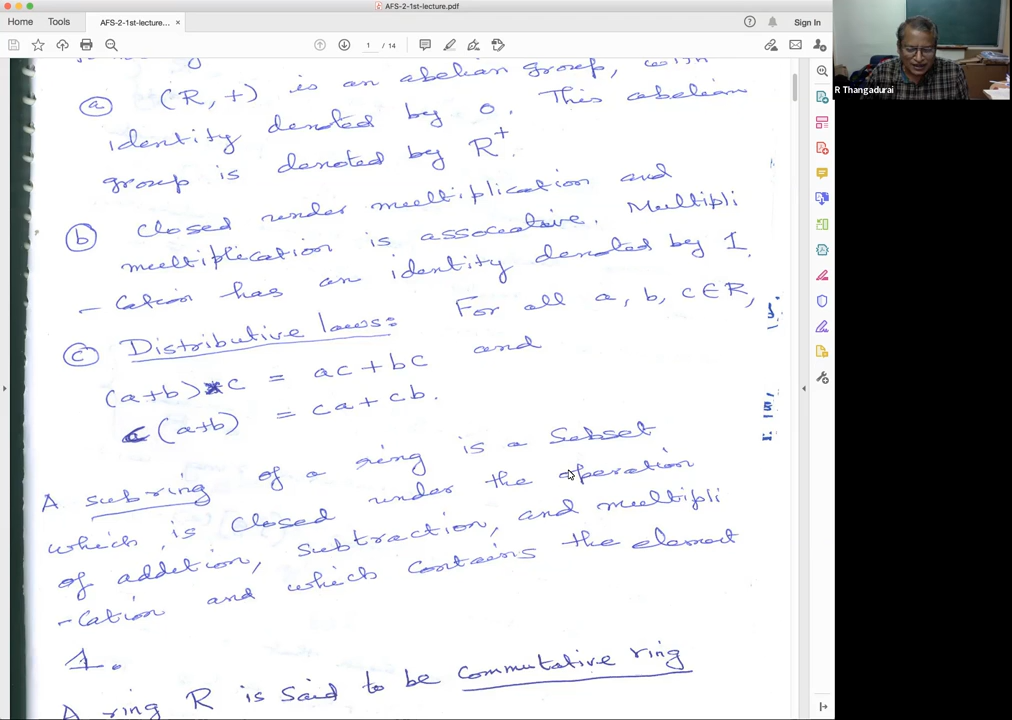 AFS-2-1st-lecture.pdf
Home Tools AFS-2-1st-lecture... × Sign In
1 / 14
R Thangadurai
(a) (R, +) is an abelian group, with
identity denoted by 0. This abelian
group is denoted by R⁺.
(b) Closed under multiplication and
multiplication is associative. Multipli
- cation has an identity denoted by 1.
(c) Distributive laws: For all a, b, c ∈ R,
(a+b) c = ac + bc and
c (a+b) = ca + cb.
A subring of a ring is a Subset
which is closed under the operation
of addition, subtraction, and multipli
- cation and which contains the element
1.
A ring R is said to be commutative ring